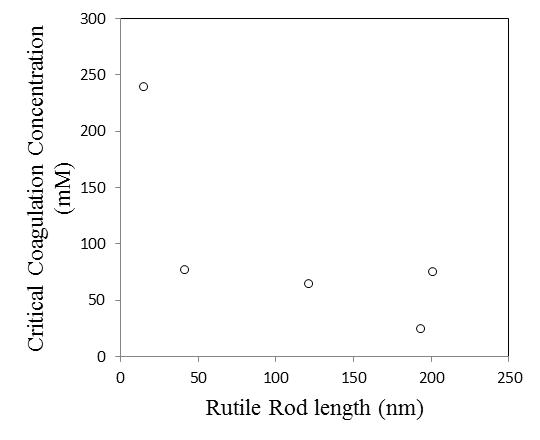 300
250
200
150
100
50
0
Critical Coagulation Concentration
(mM)
0 50 100 150 200 250
Rutile Rod length (nm)